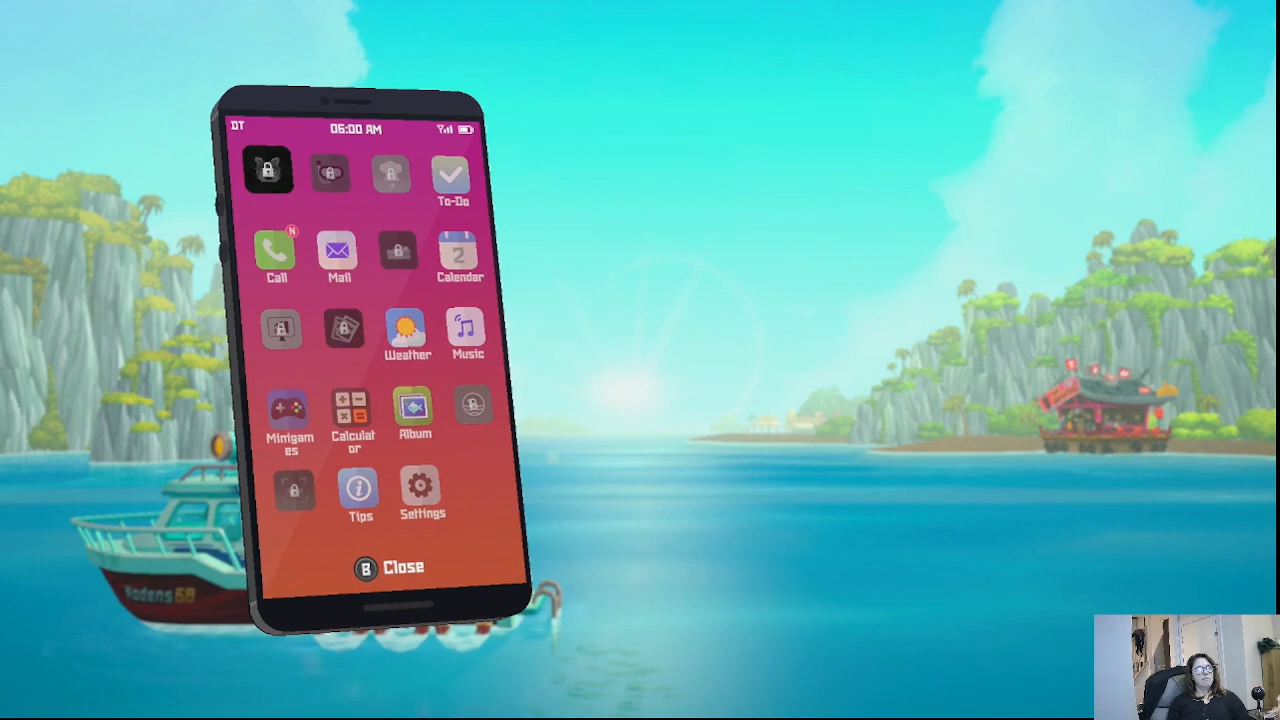 DT
06:00 AM
To-Do
N
Call
Mail
2
Calendar
Weather
Music
Minigam
es
Calculat
or
Album
Tips
Settings
B Close
Nodens 68